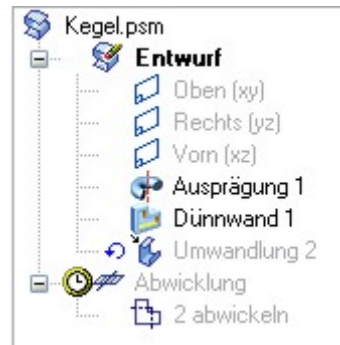 Kegel.psm
Entwurf
Oben (xy)
Rechts (yz)
Vorn (xz)
Ausprägung 1
Dünnwand 1
Umwandlung 2
Abwicklung
2 abwickeln